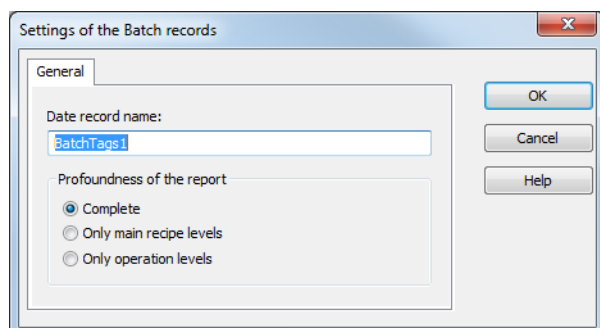 Settings of the Batch records
General
Date record name:
BatchTags1
Profoundness of the report
Complete
Only main recipe levels
Only operation levels
OK
Cancel
Help